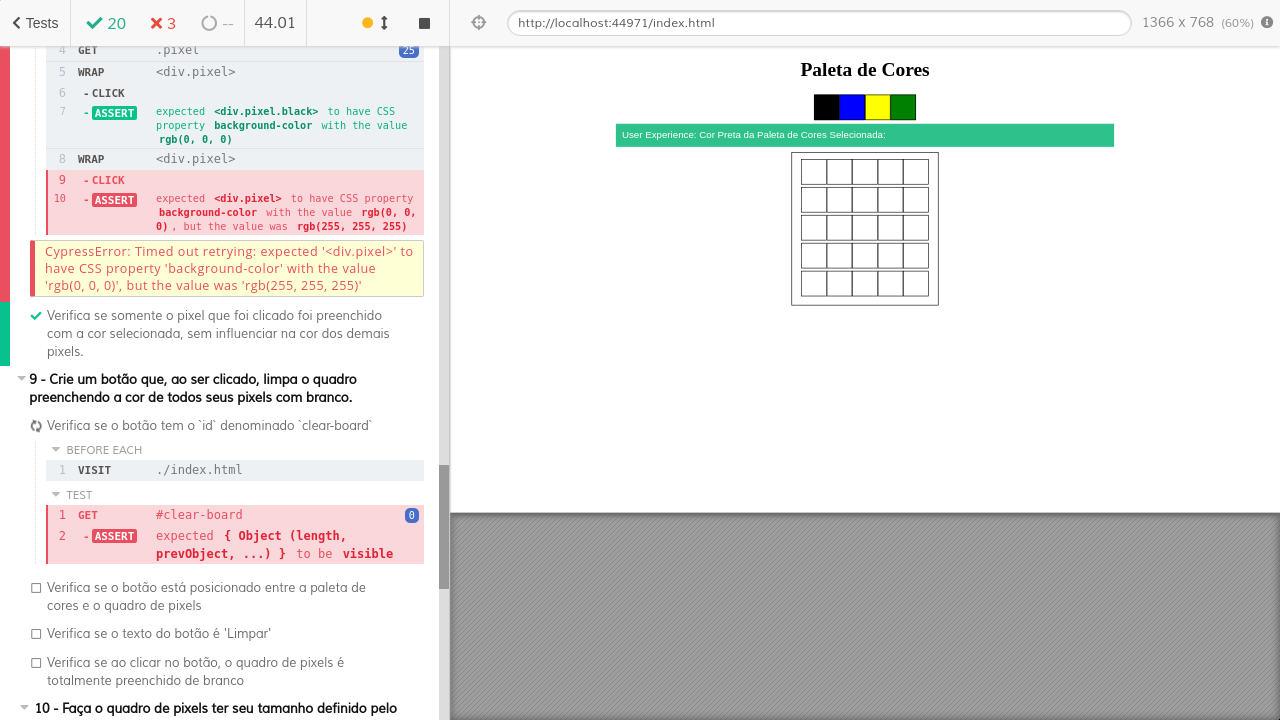 Tests
20
3
--
44.01
http://localhost:44971/index.html
1366 x 768 (60%)
4 GET .pixel 25
5 WRAP <div.pixel>
6 -CLICK
7 -ASSERT expected <div.pixel.black> to have CSS
property background-color with the value
rgb(0, 0, 0)
8 WRAP <div.pixel>
9 -CLICK
10 -ASSERT expected <div.pixel> to have CSS property
background-color with the value rgb(0, 0,
0), but the value was rgb(255, 255, 255)
CypressError: Timed out retrying: expected '<div.pixel>' to
have CSS property 'background-color' with the value
'rgb(0, 0, 0)', but the value was 'rgb(255, 255, 255)'
Verifica se somente o pixel que foi clicado foi preenchido
com a cor selecionada, sem influenciar na cor dos demais
pixels.
9 - Crie um botão que, ao ser clicado, limpa o quadro
preenchendo a cor de todos seus pixels com branco.
Verifica se o botão tem o `id` denominado `clear-board`
BEFORE EACH
1 VISIT ./index.html
TEST
1 GET #clear-board 0
2 -ASSERT expected { Object (length,
prevObject, ...) } to be visible
Verifica se o botão está posicionado entre a paleta de
cores e o quadro de pixels
Verifica se o texto do botão é 'Limpar'
Verifica se ao clicar no botão, o quadro de pixels é
totalmente preenchido de branco
10 - Faça o quadro de pixels ter seu tamanho definido pelo
Paleta de Cores
User Experience: Cor Preta da Paleta de Cores Selecionada: